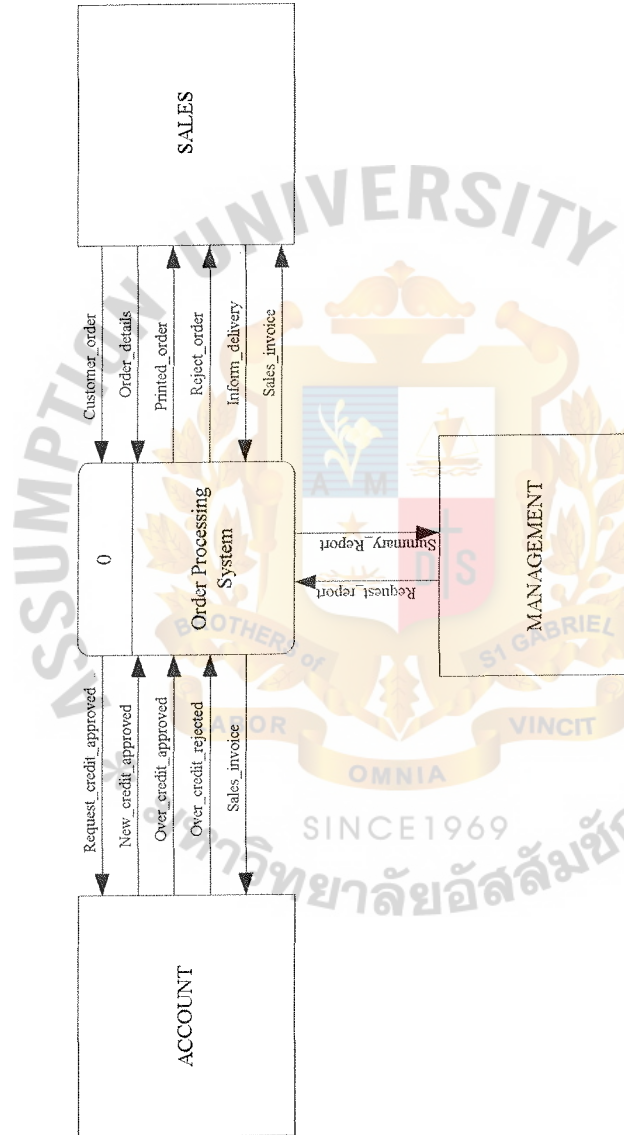 SALES
Customer_order
Order_details
Printed_order
Reject_order
Inform_delivery
Sales_invoice
0
Order Processing
System
Request_credit_approved
New_credit_approved
Over_credit_approved
Over_credit_rejected
Sales_invoice
ACCOUNT
Summary_Report
Request_report
MANAGEMENT
ASSUMPTION UNIVERSITY
A M
D S
BROTHERS of
S1 GABRIEL
LABOR
OMNIA
VINCIT
SINCE1969